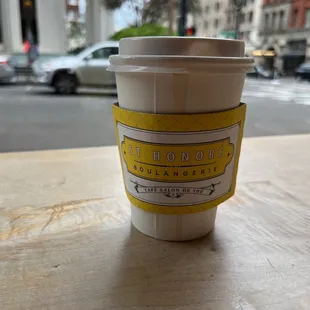 ST HONORÉ
BOULANGERIE
CAFÉ SALON DE THÉ